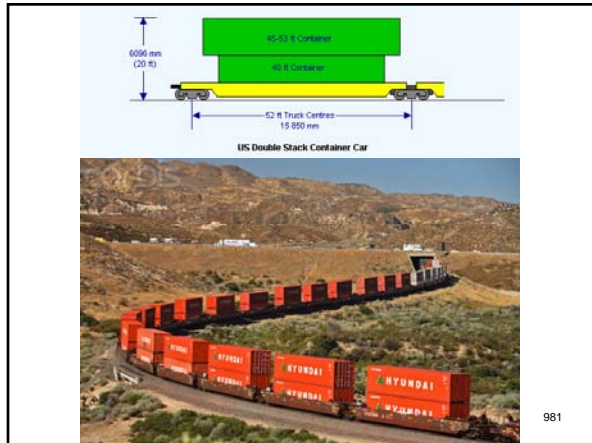 6096 mm
(20 ft)
45-53 ft Container
40 ft Container
52 ft Truck Centres
15 850 mm
US Double Stack Container Car
HYUNDAI
HYUNDAI
HYUNDAI
HYUNDAI
HYUNDAI
HYUNDAI
981